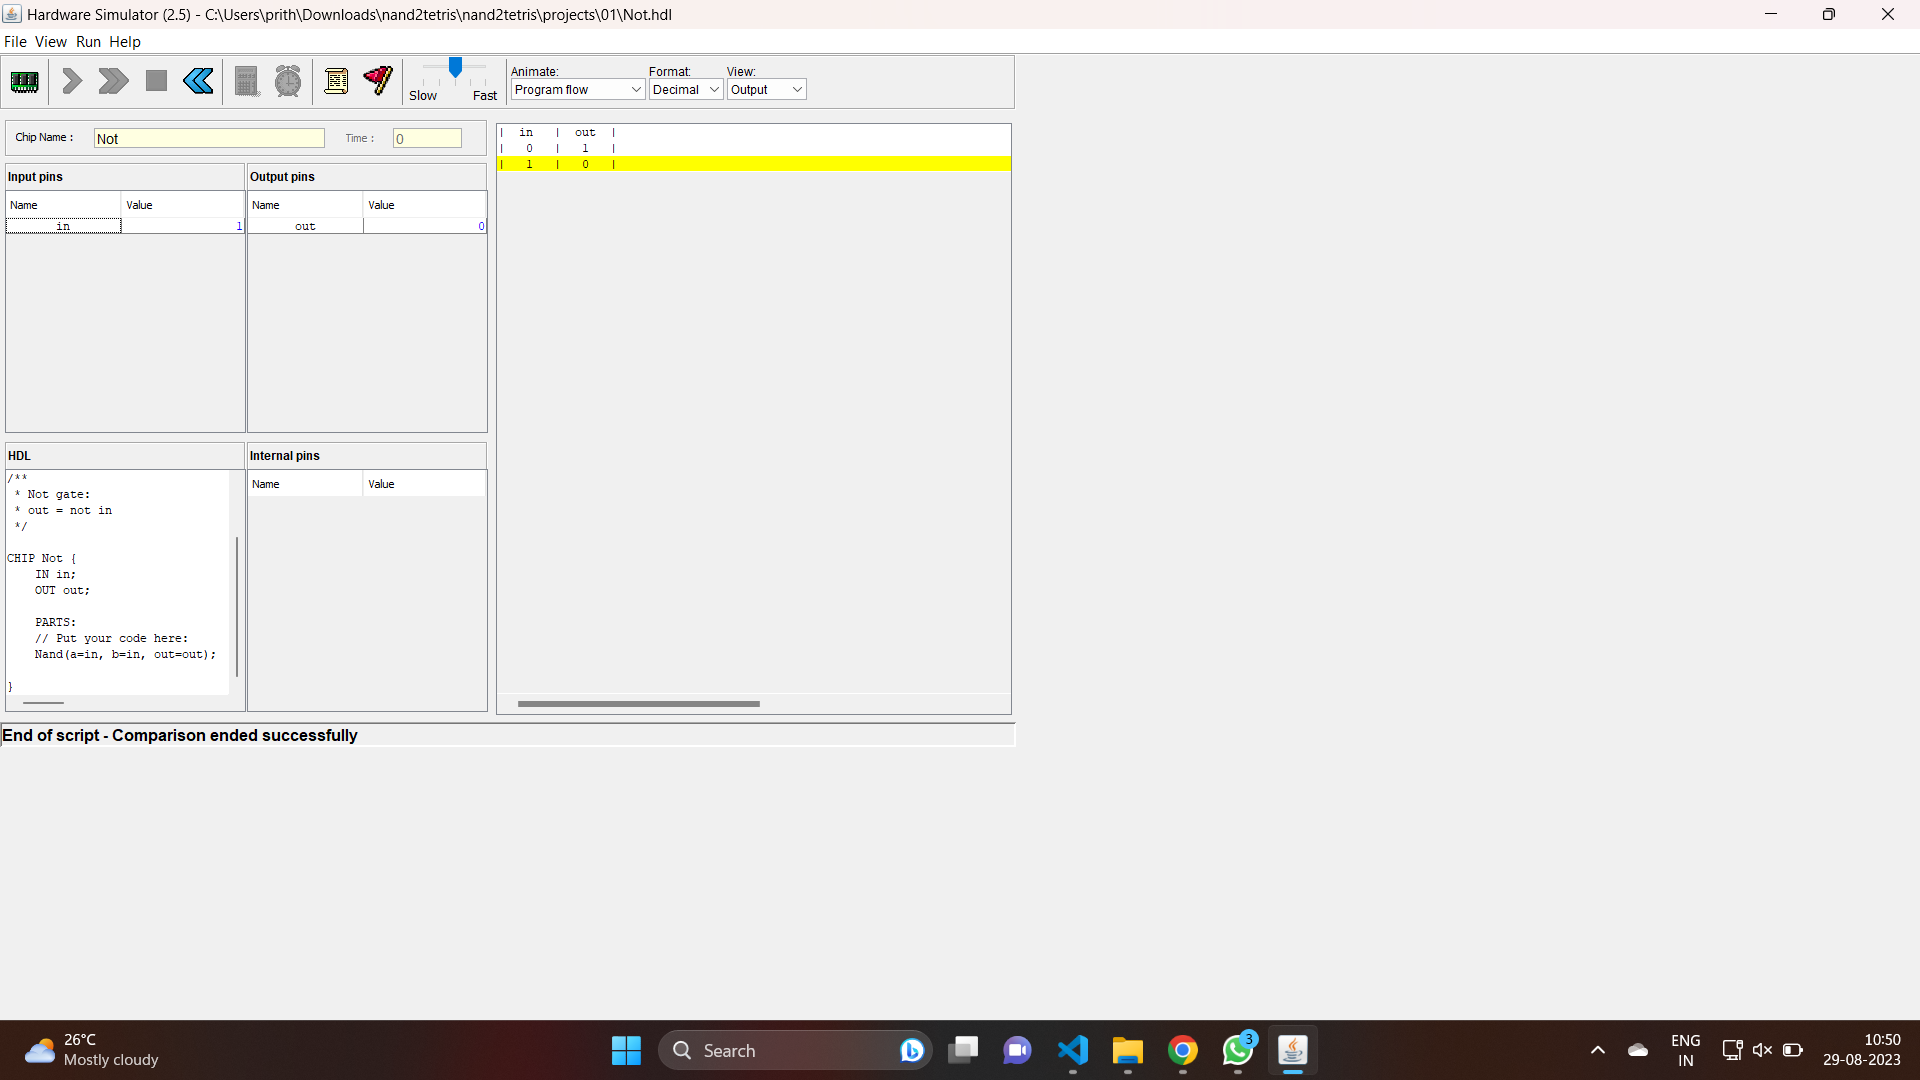 Hardware Simulator (2.5) - C:\Users\prith\Downloads\nand2tetris\nand2tetris\projects\01\Not.hdl
File View Run Help
Slow Fast
Animate: Format: View:
Program flow Decimal Output
Chip Name : Not Time : 0
Input pins
Name Value
in 1
Output pins
Name Value
out 0
HDL
/**
 * Not gate:
 * out = not in
 */
CHIP Not {
    IN in;
    OUT out;
    PARTS:
    // Put your code here:
    Nand(a=in, b=in, out=out);
}
Internal pins
Name Value
| in | out |
| 0 | 1 |
| 1 | 0 |
End of script - Comparison ended successfully
26°C
Mostly cloudy
Search
3
ENG
IN
10:50
29-08-2023